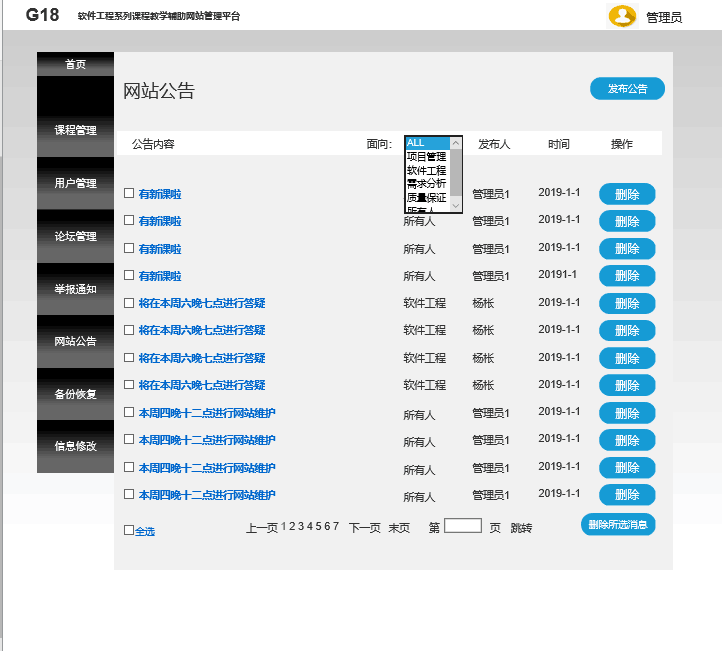 G18 软件工程系列课程教学辅助网站管理平台 管理员
首页
网站公告 发布公告
课程管理
公告内容 面向: ALL 发布人 时间 操作
项目管理
软件工程
需求分析
质量保证
所有人
用户管理
有新课啦 管理员1 2019-1-1 删除
有新课啦 所有人 管理员1 2019-1-1 删除
论坛管理
有新课啦 所有人 管理员1 2019-1-1 删除
有新课啦 所有人 管理员1 20191-1 删除
举报通知
将在本周六晚七点进行答疑 软件工程 杨枨 2019-1-1 删除
将在本周六晚七点进行答疑 软件工程 杨枨 2019-1-1 删除
网站公告
将在本周六晚七点进行答疑 软件工程 杨枨 2019-1-1 删除
将在本周六晚七点进行答疑 软件工程 杨枨 2019-1-1 删除
备份恢复
本周四晚十二点进行网站维护 所有人 管理员1 2019-1-1 删除
本周四晚十二点进行网站维护 所有人 管理员1 2019-1-1 删除
信息修改
本周四晚十二点进行网站维护 所有人 管理员1 2019-1-1 删除
本周四晚十二点进行网站维护 所有人 管理员1 2019-1-1 删除
全选 上一页 1 2 3 4 5 6 7 下一页 末页 第 页 跳转 删除所选消息